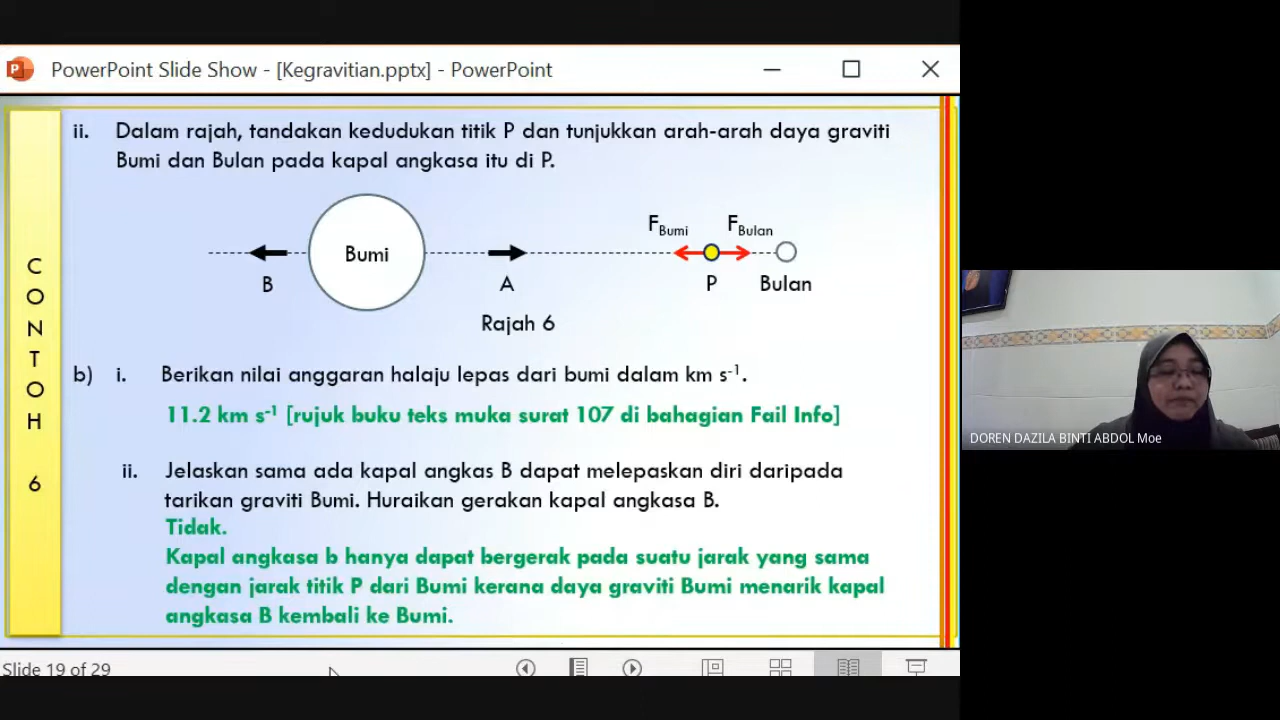 PowerPoint Slide Show - [Kegravitian.pptx] - PowerPoint
ii. Dalam rajah, tandakan kedudukan titik P dan tunjukkan arah-arah daya graviti
Bumi dan Bulan pada kapal angkasa itu di P.
F Bumi F Bulan
Bumi
B A P Bulan
Rajah 6
CONTOH 6
b) i. Berikan nilai anggaran halaju lepas dari bumi dalam km s⁻¹.
11.2 km s⁻¹ [rujuk buku teks muka surat 107 di bahagian Fail Info]
ii. Jelaskan sama ada kapal angkas B dapat melepaskan diri daripada
tarikan graviti Bumi. Huraikan gerakan kapal angkasa B.
Tidak.
Kapal angkasa b hanya dapat bergerak pada suatu jarak yang sama
dengan jarak titik P dari Bumi kerana daya graviti Bumi menarik kapal
angkasa B kembali ke Bumi.
Slide 19 of 29
DOREN DAZILA BINTI ABDOL Moe